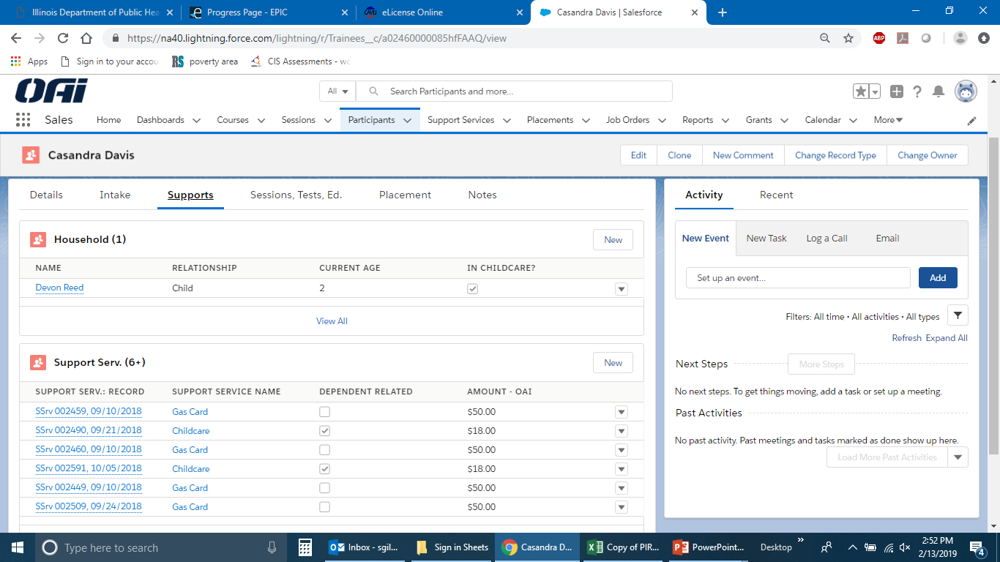 Illinois Department of Public Hea
Progress Page - EPIC
eLicense Online
Casandra Davis | Salesforce
https://na40.lightning.force.com/lightning/r/Trainees__c/a02460000085hfFAAQ/view
ABP
Apps
Sign in to your accou
RS poverty area
CIS Assessments - wo
OAI
All
Search Participants and more...
Sales Home Dashboards Courses Sessions Participants Support Services Placements Job Orders Reports Grants Calendar More
Casandra Davis
Edit Clone New Comment Change Record Type Change Owner
Details Intake Supports Sessions, Tests, Ed. Placement Notes
Household (1)
New
NAME RELATIONSHIP CURRENT AGE IN CHILDCARE?
Devon Reed Child 2
View All
Support Serv. (6+)
New
SUPPORT SERV.: RECORD SUPPORT SERVICE NAME DEPENDENT RELATED AMOUNT - OAI
SSrv 002459, 09/10/2018 Gas Card $50.00
SSrv 002490, 09/21/2018 Childcare $18.00
SSrv 002460, 09/10/2018 Gas Card $50.00
SSrv 002591, 10/05/2018 Childcare $18.00
SSrv 002449, 09/10/2018 Gas Card $50.00
SSrv 002509, 09/24/2018 Gas Card $50.00
Activity Recent
New Event New Task Log a Call Email
Set up an event...
Add
Filters: All time • All activities • All types
Refresh Expand All
Next Steps
More Steps
No next steps. To get things moving, add a task or set up a meeting.
Past Activities
No past activity. Past meetings and tasks marked as done show up here.
Load More Past Activities
Type here to search
Inbox - sgil...
Sign in Sheets
Casandra D...
Copy of PIR...
PowerPoint...
Desktop
2:52 PM
2/13/2019
4